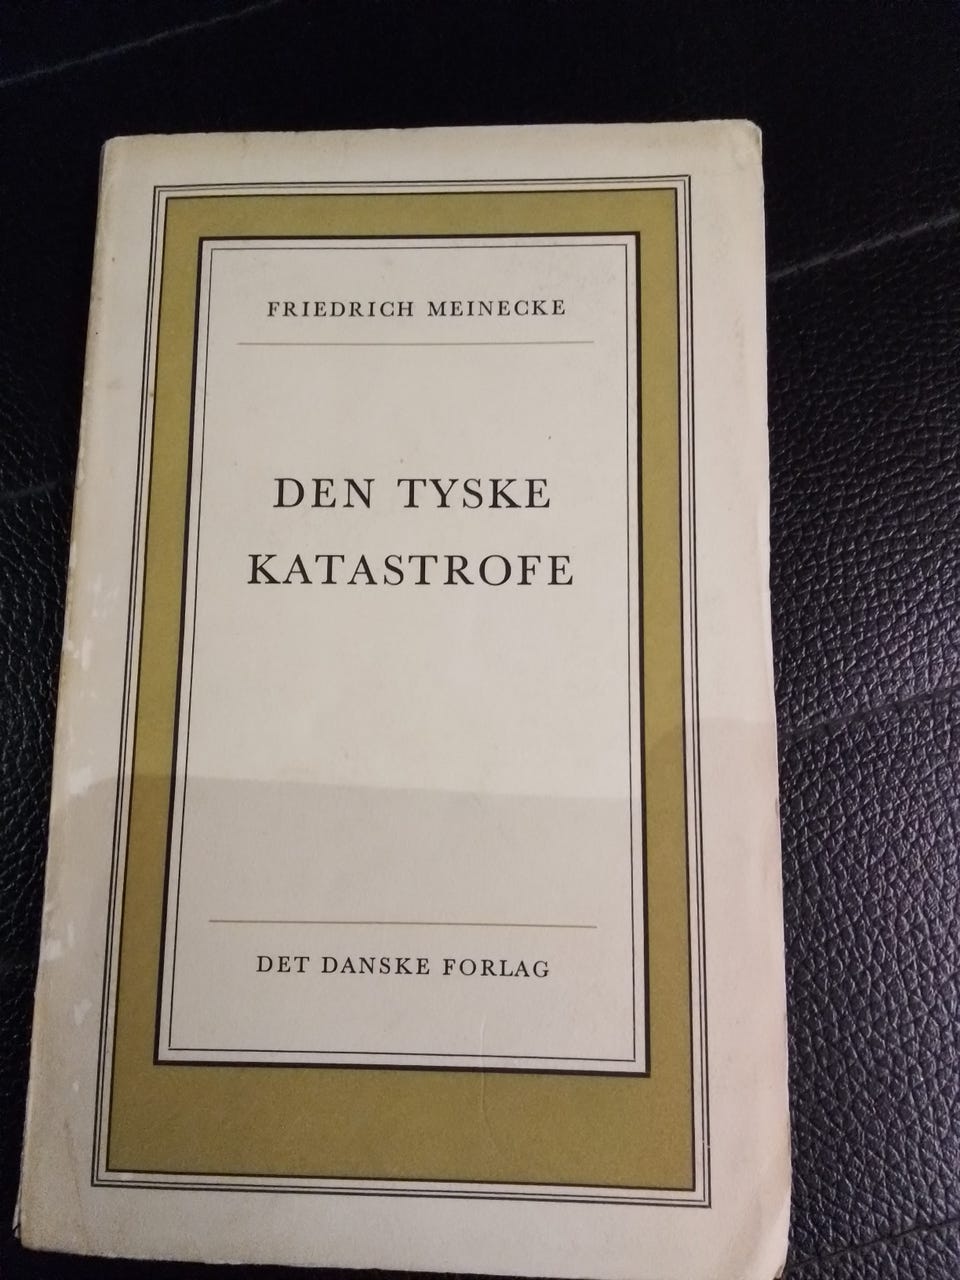 FRIEDRICH MEINECKE
DEN TYSKE
KATASTROFE
DET DANSKE FORLAG